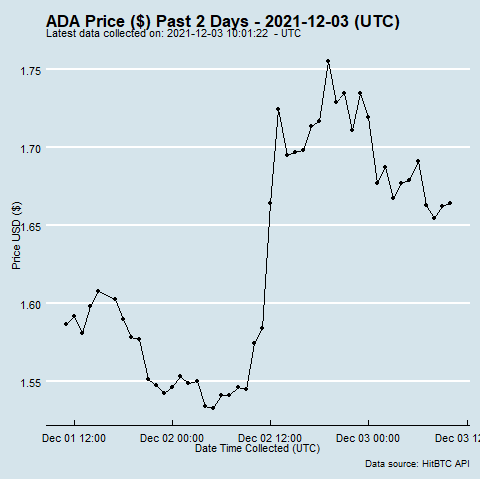 ADA Price ($) Past 2 Days - 2021-12-03 (UTC)
Latest data collected on: 2021-12-03 10:01:22 - UTC
Price USD ($)
1.75
1.70
1.65
1.60
1.55
Dec 01 12:00 Dec 02 00:00 Dec 02 12:00 Dec 03 00:00 Dec 03 12
Date Time Collected (UTC)
Data source: HitBTC API